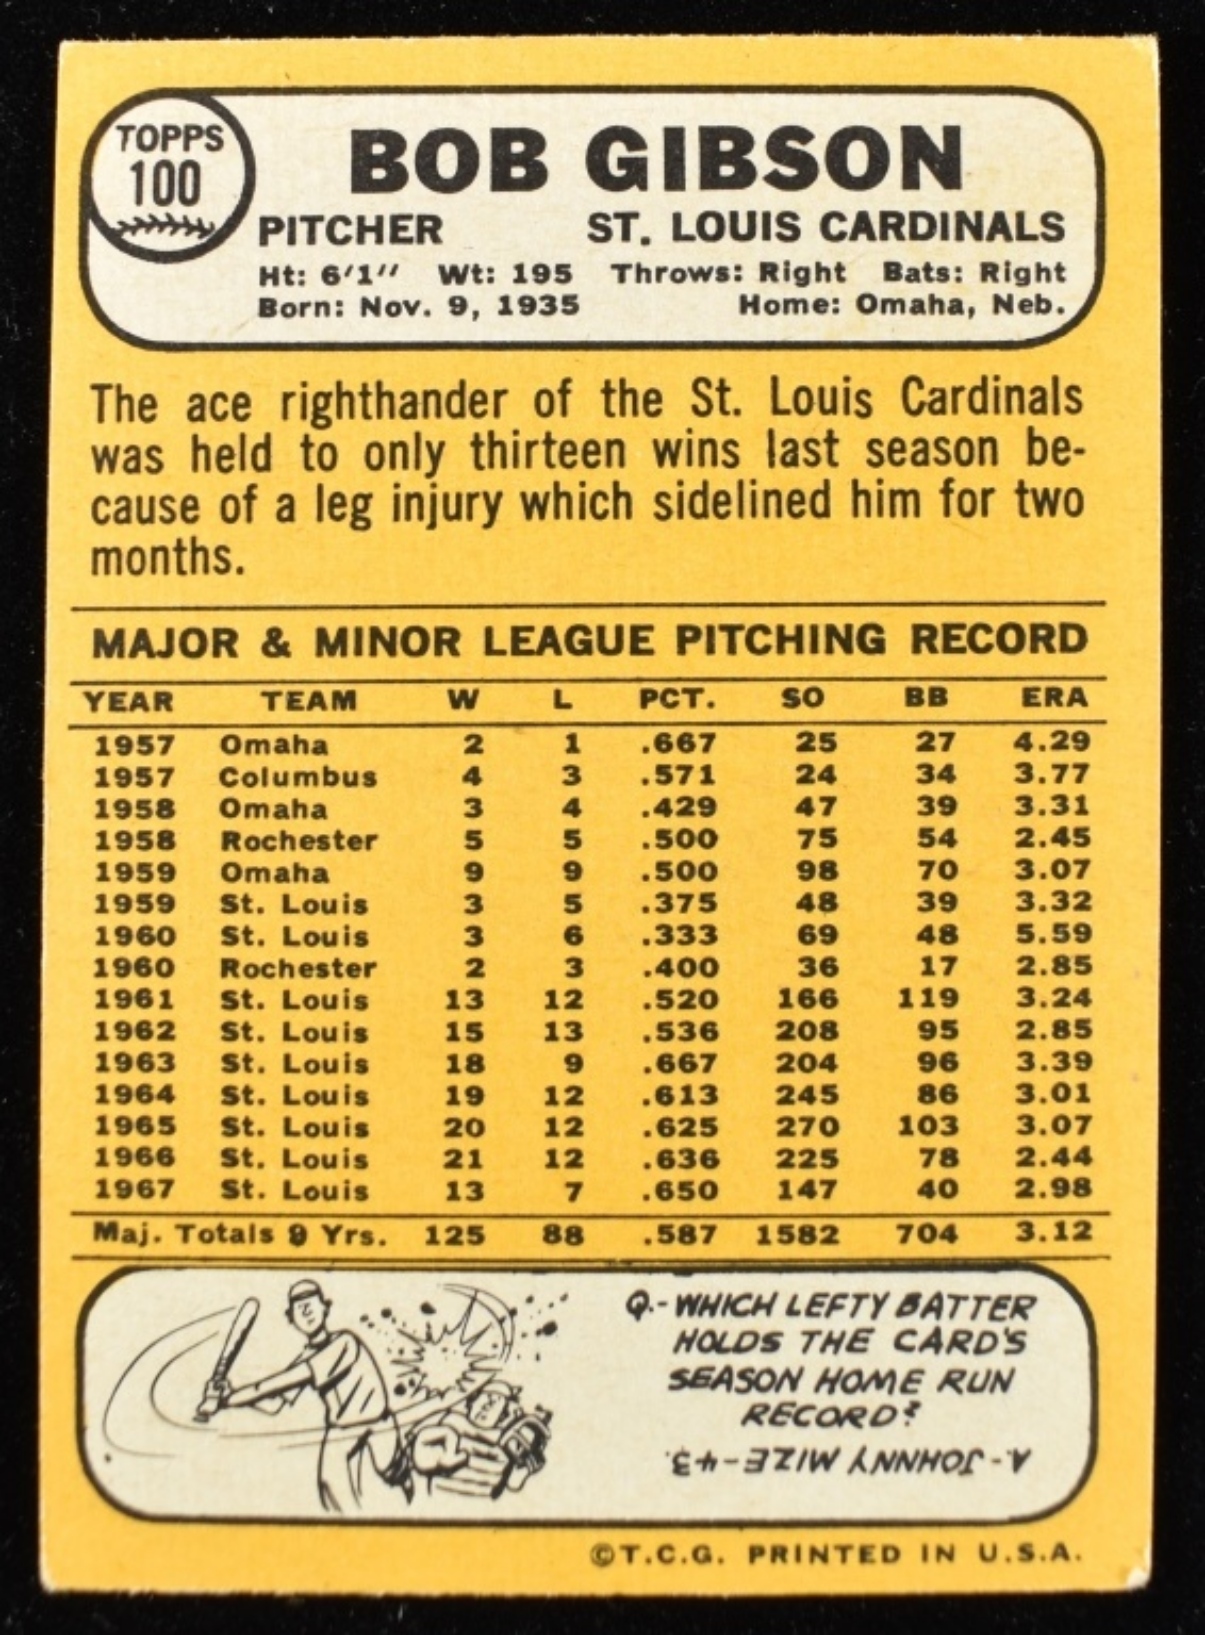 TOPPS
100
BOB GIBSON
PITCHER ST. LOUIS CARDINALS
Ht: 6'1" Wt: 195 Throws: Right Bats: Right
Born: Nov. 9, 1935 Home: Omaha, Neb.
The ace righthander of the St. Louis Cardinals
was held to only thirteen wins last season be-
cause of a leg injury which sidelined him for two
months.
MAJOR & MINOR LEAGUE PITCHING RECORD
YEAR TEAM W L PCT. SO BB ERA
1957 Omaha 2 1 .667 25 27 4.29
1957 Columbus 4 3 .571 24 34 3.77
1958 Omaha 3 4 .429 47 39 3.31
1958 Rochester 5 5 .500 75 54 2.45
1959 Omaha 9 9 .500 98 70 3.07
1959 St. Louis 3 5 .375 48 39 3.32
1960 St. Louis 3 6 .333 69 48 5.59
1960 Rochester 2 3 .400 36 17 2.85
1961 St. Louis 13 12 .520 166 119 3.24
1962 St. Louis 15 13 .536 208 95 2.85
1963 St. Louis 18 9 .667 204 96 3.39
1964 St. Louis 19 12 .613 245 86 3.01
1965 St. Louis 20 12 .625 270 103 3.07
1966 St. Louis 21 12 .636 225 78 2.44
1967 St. Louis 13 7 .650 147 40 2.98
Maj. Totals 9 Yrs. 125 88 .587 1582 704 3.12
Q.- WHICH LEFTY BATTER
HOLDS THE CARD'S
SEASON HOME RUN
RECORD?
A.- JOHNNY MIZE - 43.
©T.C.G. PRINTED IN U.S.A.